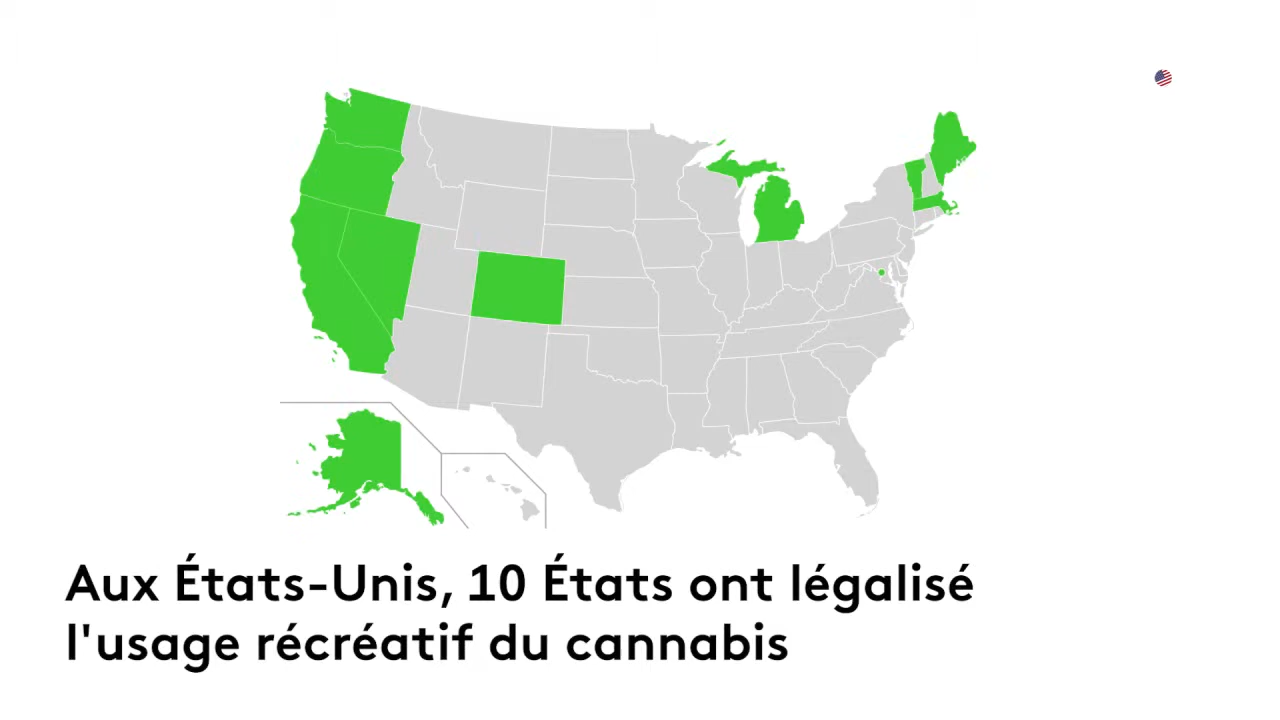 Aux États-Unis, 10 États ont légalisé
l'usage récréatif du cannabis